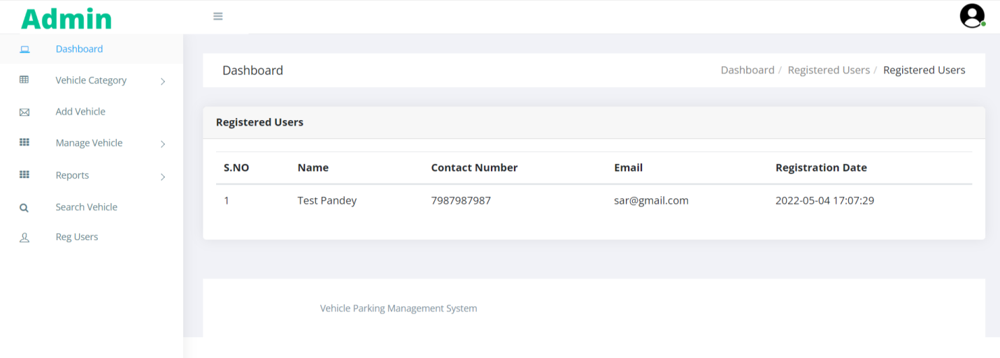 Admin
Dashboard
Vehicle Category
Add Vehicle
Manage Vehicle
Reports
Search Vehicle
Reg Users
Dashboard
Dashboard / Registered Users / Registered Users
Registered Users
S.NO Name Contact Number Email Registration Date
1 Test Pandey 7987987987 sar@gmail.com 2022-05-04 17:07:29
Vehicle Parking Management System